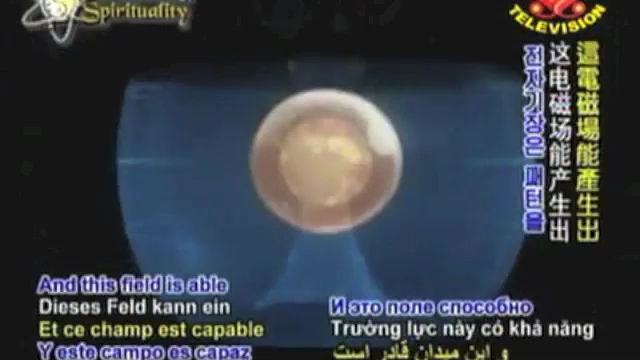 Spirituality
TELEVISION
這電磁場能產生出
这电磁场能产生出
전자기장은 패턴을
And this field is able
Dieses Feld kann ein
Et ce champ est capable
Y este campo es capaz
И это поле способно
Trường lực này có khả năng
و این میدان قادر است